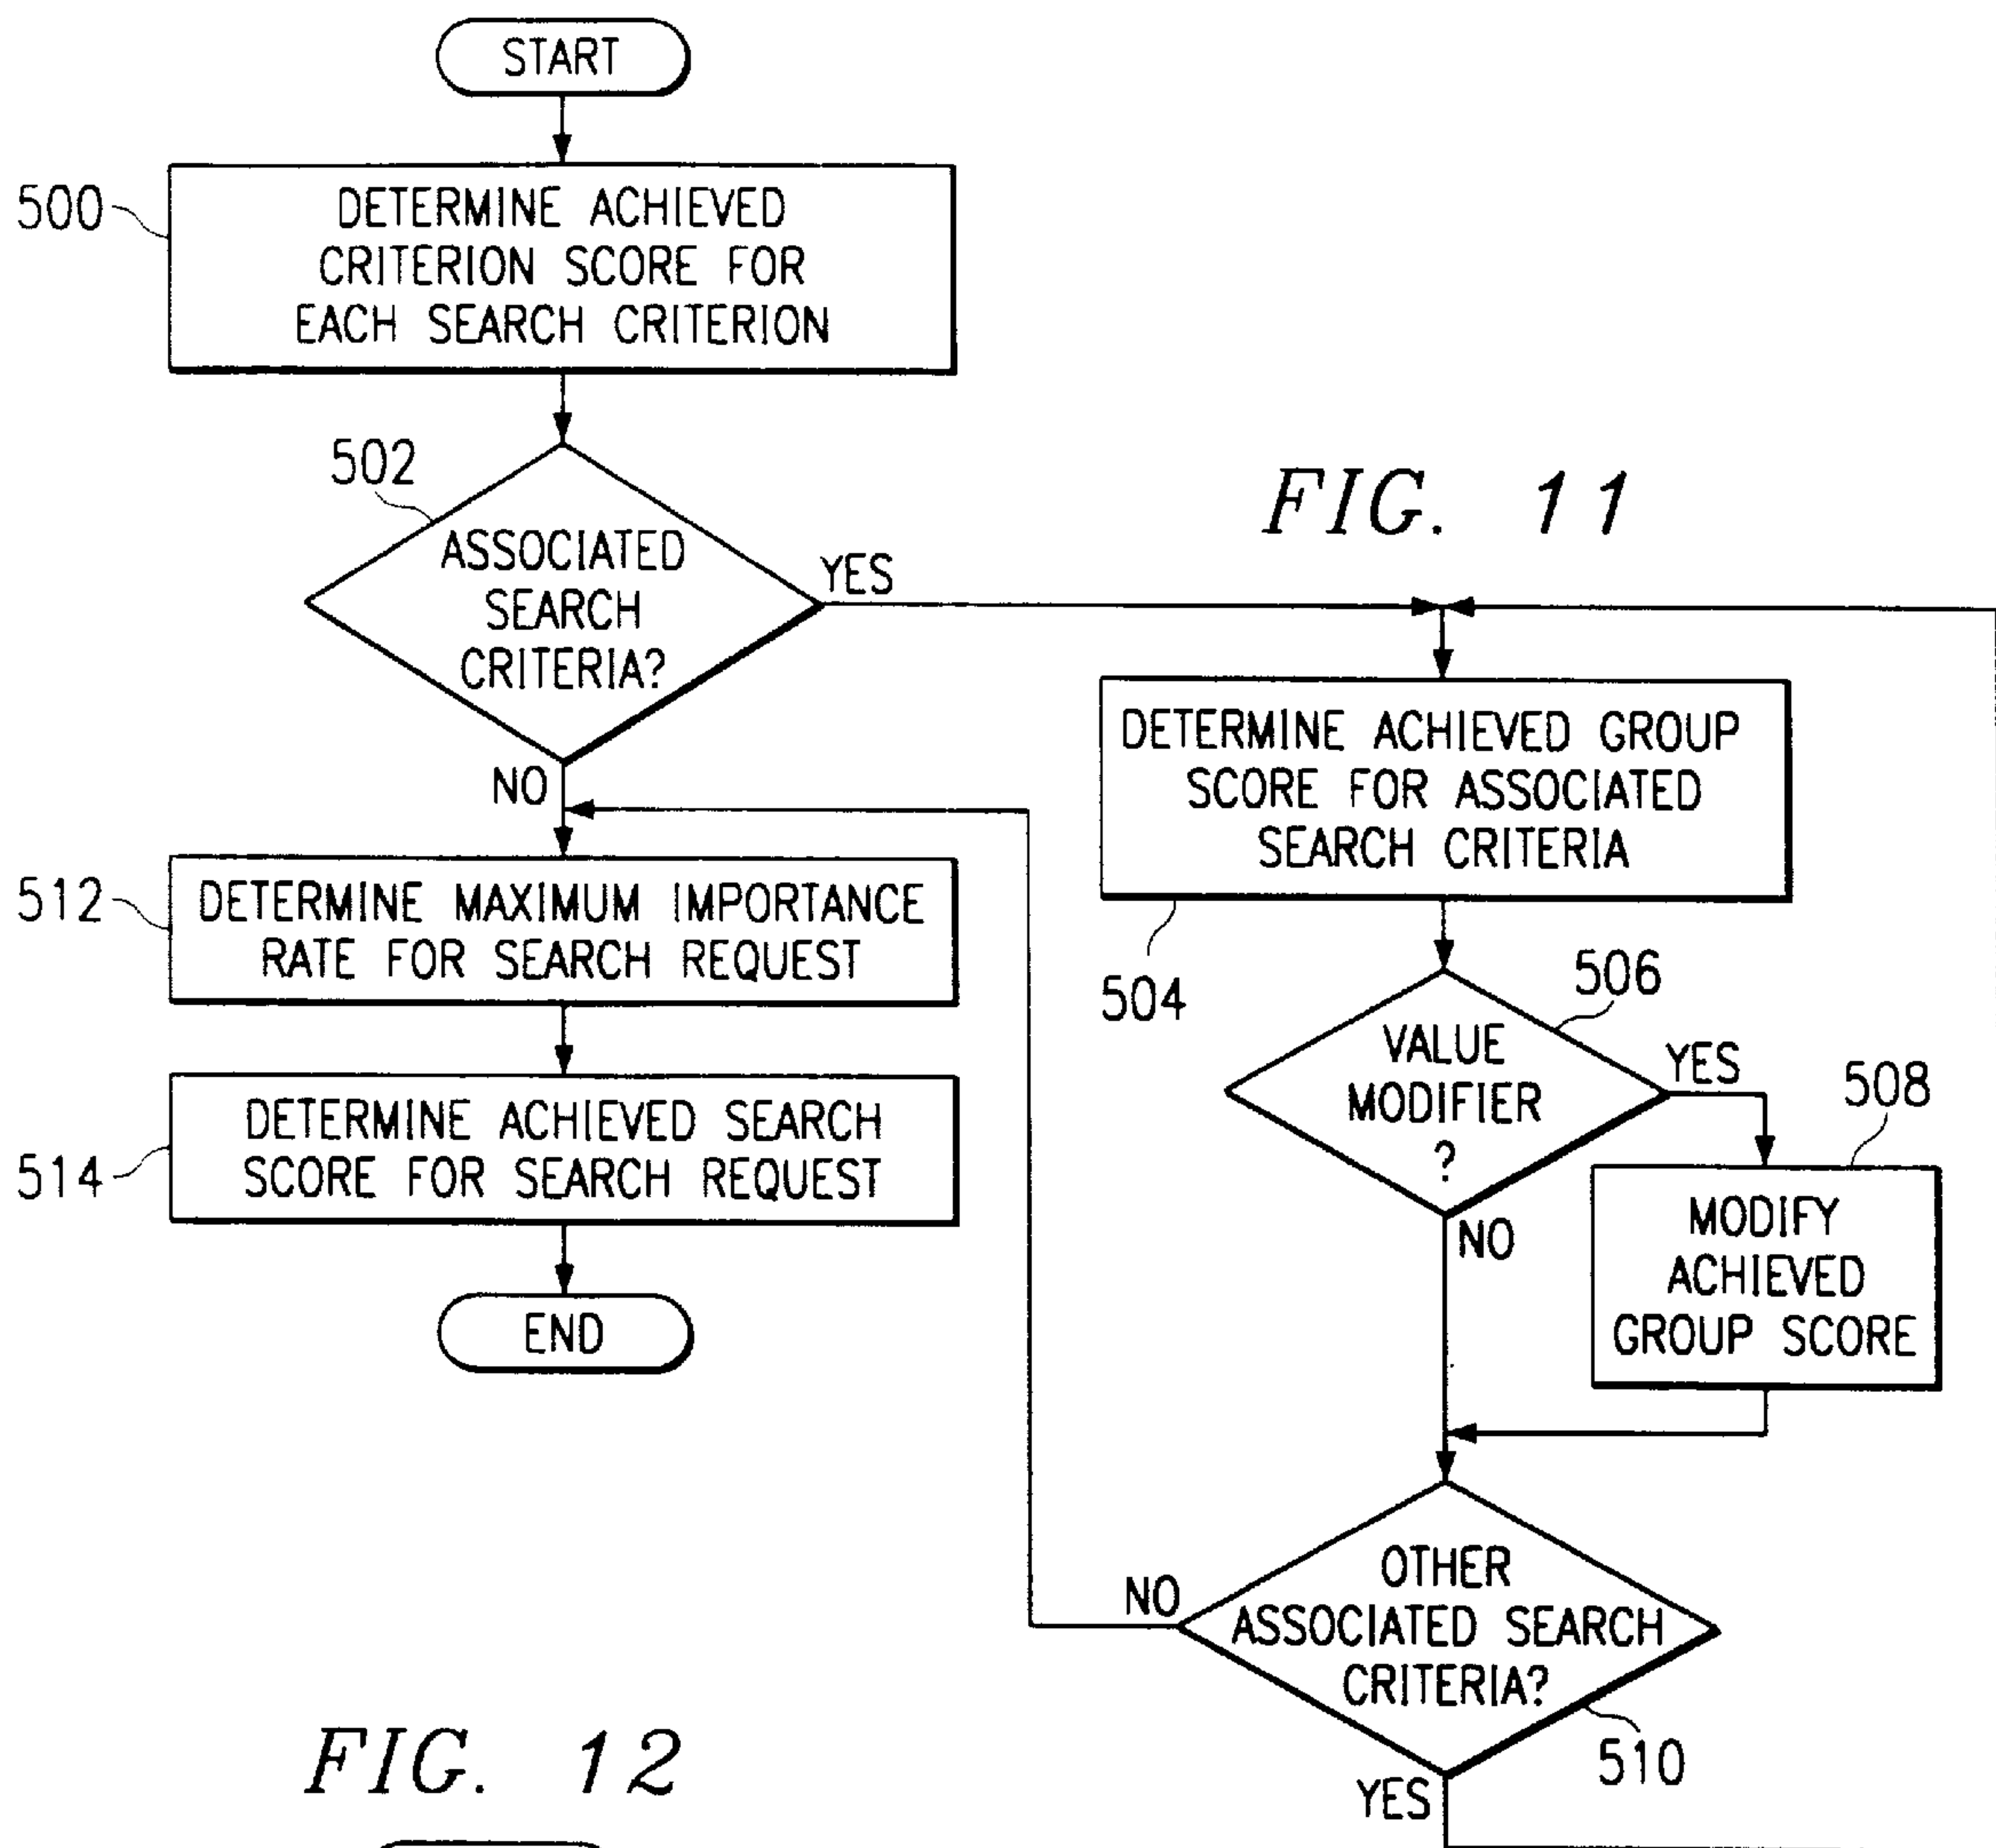 START
500
DETERMINE ACHIEVED
CRITERION SCORE FOR
EACH SEARCH CRITERION
502
ASSOCIATED
SEARCH
CRITERIA?
YES
NO
FIG. 11
512
DETERMINE MAXIMUM IMPORTANCE
RATE FOR SEARCH REQUEST
514
DETERMINE ACHIEVED SEARCH
SCORE FOR SEARCH REQUEST
END
DETERMINE ACHIEVED GROUP
SCORE FOR ASSOCIATED
SEARCH CRITERIA
504
506
VALUE
MODIFIER
?
YES
NO
508
MODIFY
ACHIEVED
GROUP SCORE
OTHER
ASSOCIATED SEARCH
CRITERIA?
NO
510
YES
FIG. 12